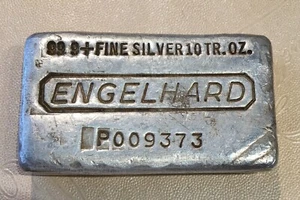 99 9+FINE SILVER 10 TR.OZ.
ENGELHARD
P009373